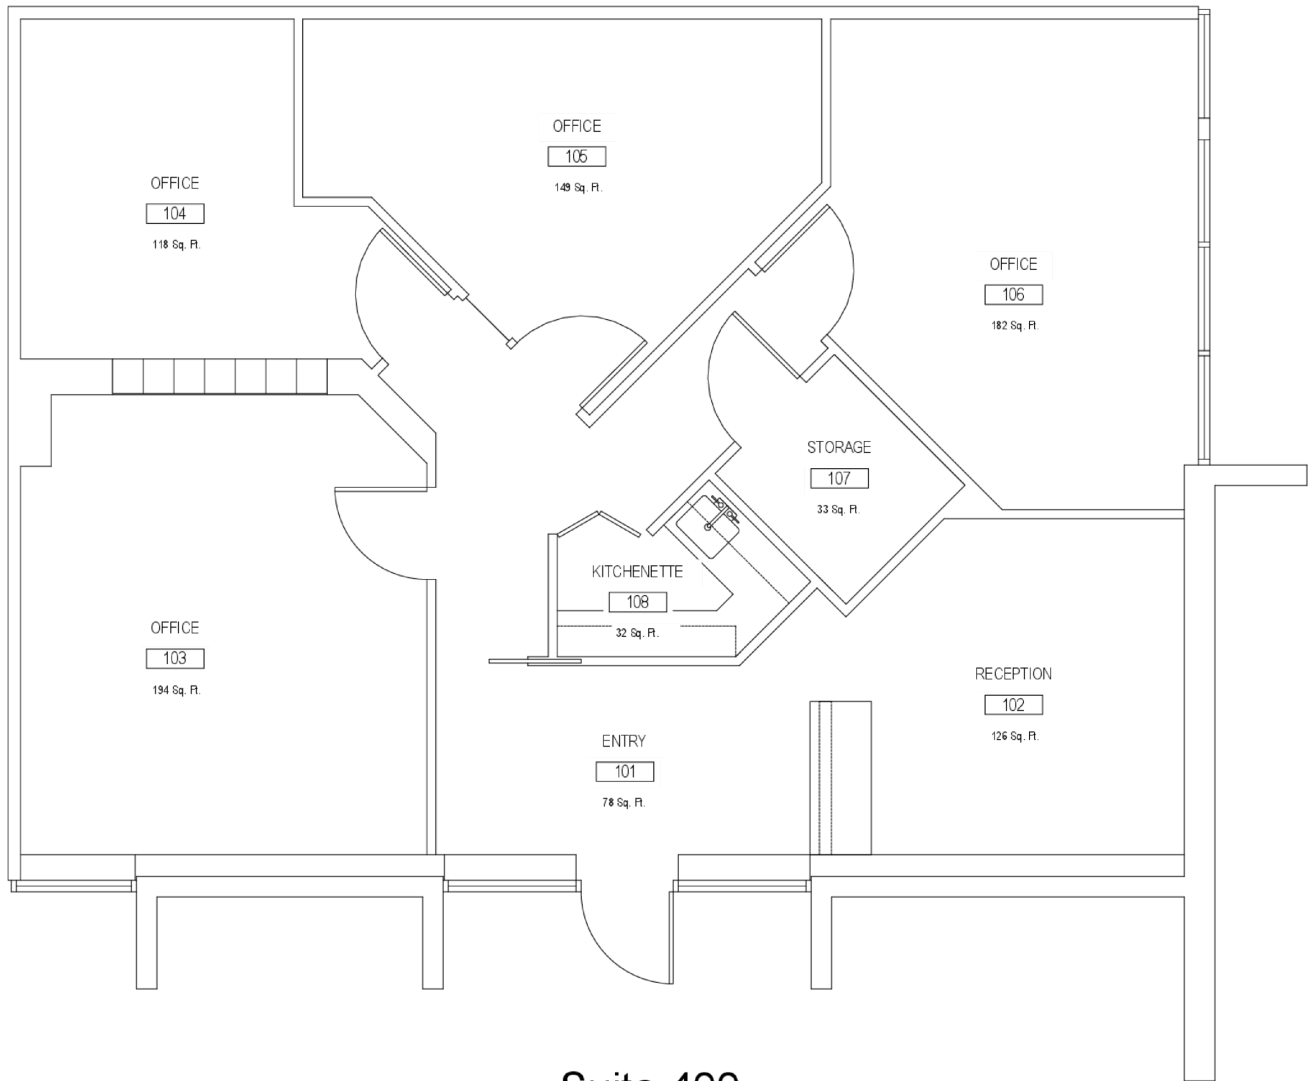 OFFICE
105
149 Sq. Ft.
OFFICE
104
118 Sq. Ft.
OFFICE
106
182 Sq. Ft.
STORAGE
107
33 Sq. Ft.
KITCHENETTE
108
32 Sq. Ft.
OFFICE
103
194 Sq. Ft.
RECEPTION
102
126 Sq. Ft.
ENTRY
101
78 Sq. Ft.
Suite